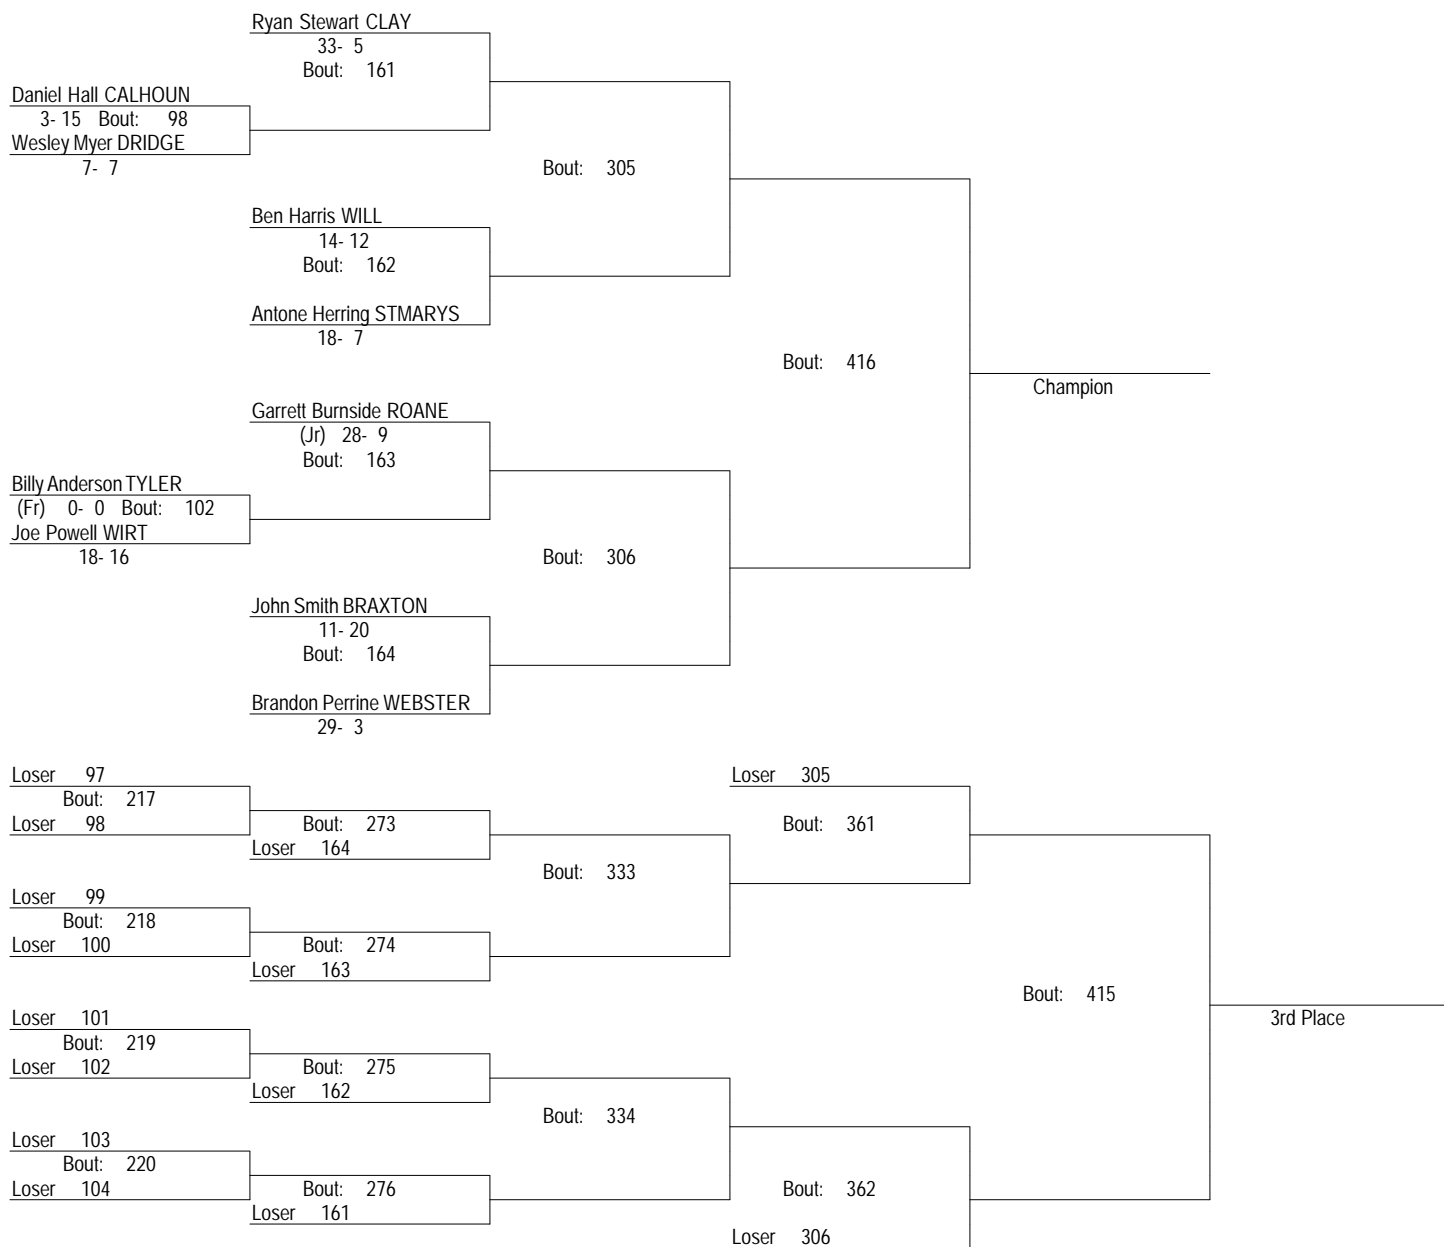 Ryan Stewart CLAY
33- 5
Bout: 161
Daniel Hall CALHOUN
3- 15 Bout: 98
Wesley Myer DRIDGE
7- 7
Bout: 305
Ben Harris WILL
14- 12
Bout: 162
Antone Herring STMARYS
18- 7
Bout: 416
Champion
Garrett Burnside ROANE
(Jr) 28- 9
Bout: 163
Billy Anderson TYLER
(Fr) 0- 0 Bout: 102
Joe Powell WIRT
18- 16
Bout: 306
John Smith BRAXTON
11- 20
Bout: 164
Brandon Perrine WEBSTER
29- 3
Loser 97
Bout: 217
Loser 98
Bout: 273
Loser 164
Bout: 333
Loser 305
Bout: 361
Loser 99
Bout: 218
Loser 100
Bout: 274
Loser 163
Bout: 415
3rd Place
Loser 101
Bout: 219
Loser 102
Bout: 275
Loser 162
Bout: 334
Loser 103
Bout: 220
Loser 104
Bout: 276
Loser 161
Bout: 362
Loser 306